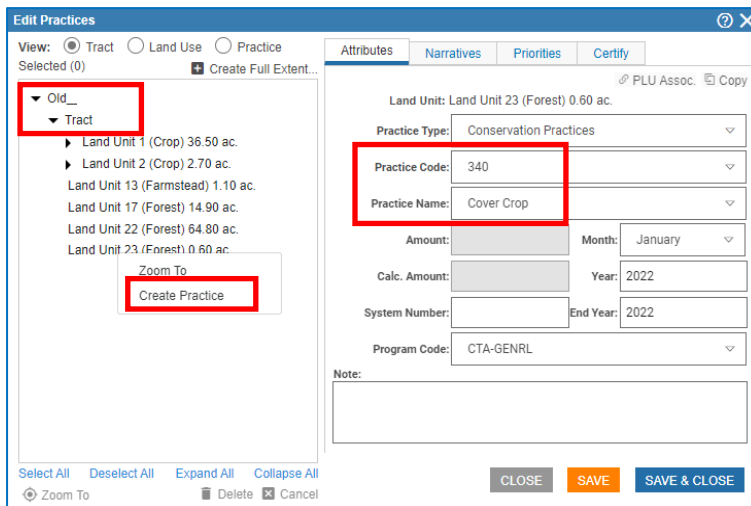 Edit Practices
View: Tract Land Use Practice
Selected (0) Create Full Extent...
Old_
Tract
Land Unit 1 (Crop) 36.50 ac.
Land Unit 2 (Crop) 2.70 ac.
Land Unit 13 (Farmstead) 1.10 ac.
Land Unit 17 (Forest) 14.90 ac.
Land Unit 22 (Forest) 64.80 ac.
Land Unit 23 (Forest) 0.60 ac.
Zoom To
Create Practice
Select All Deselect All Expand All Collapse All
Zoom To Delete Cancel
Attributes Narratives Priorities Certify
PLU Assoc. Copy
Land Unit: Land Unit 23 (Forest) 0.60 ac.
Practice Type: Conservation Practices
Practice Code: 340
Practice Name: Cover Crop
Amount: Month: January
Calc. Amount: Year: 2022
System Number: End Year: 2022
Program Code: CTA-GENRL
Note:
CLOSE SAVE SAVE & CLOSE